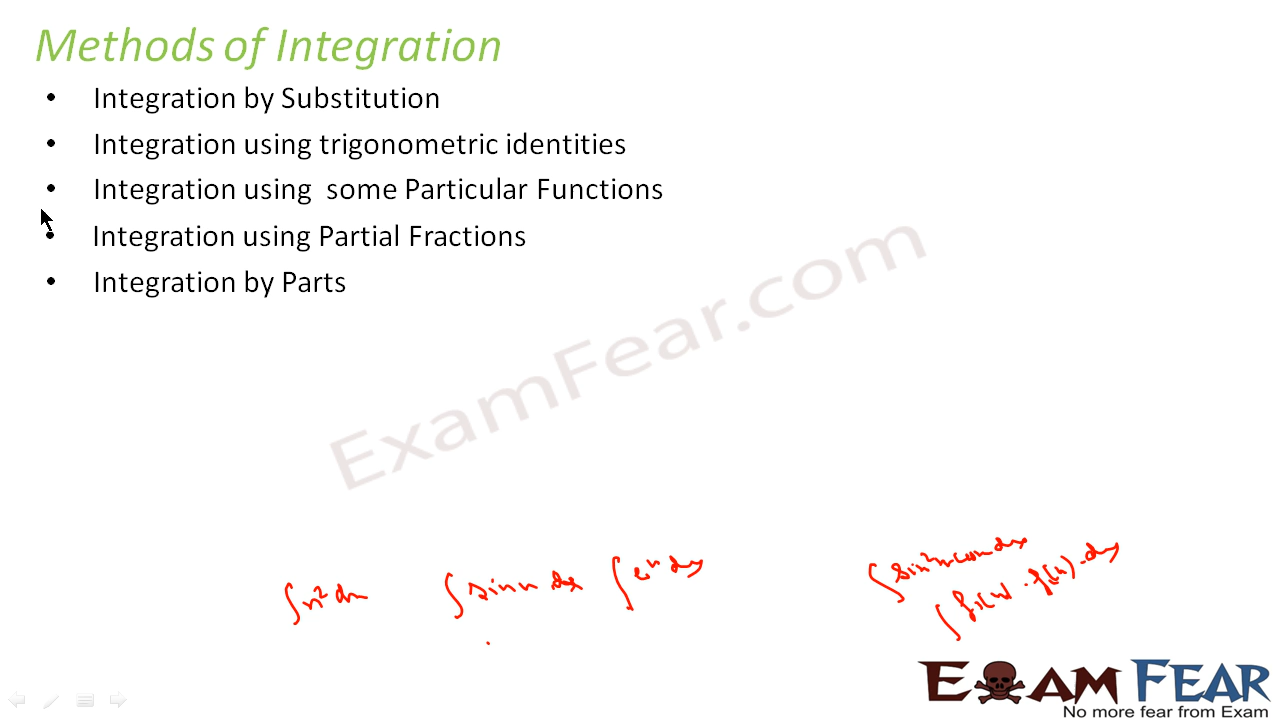 Methods of Integration
• Integration by Substitution
• Integration using trigonometric identities
• Integration using some Particular Functions
• Integration using Partial Fractions
• Integration by Parts
ExamFear.com
∫x² dx ∫sin x dx ∫eˣ dx
∫sin²x cos x dx
∫f₁(x) · f₂(x) · dx
EXAM FEAR
No more fear from Exam